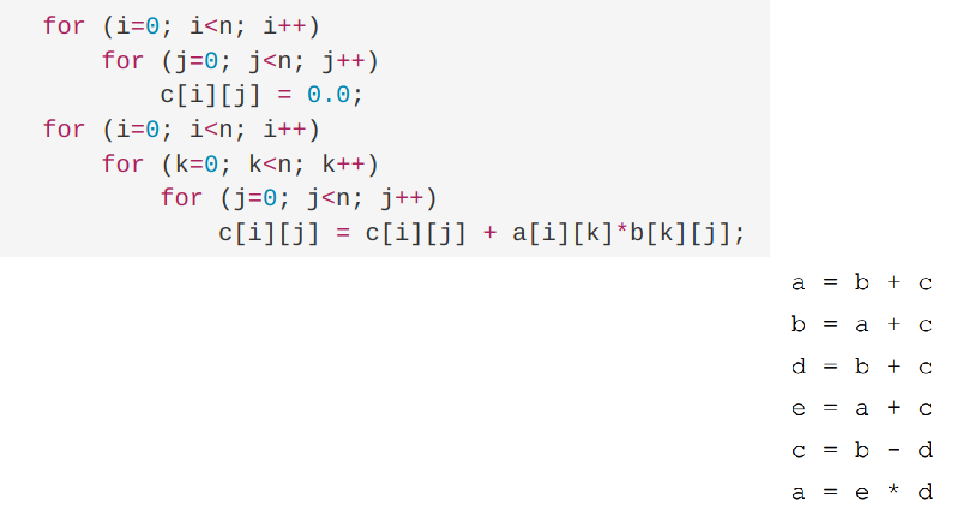 for (i=0; i<n; i++)
    for (j=0; j<n; j++)
        c[i][j] = 0.0;
for (i=0; i<n; i++)
    for (k=0; k<n; k++)
        for (j=0; j<n; j++)
            c[i][j] = c[i][j] + a[i][k]*b[k][j];
a = b + c
b = a + c
d = b + c
e = a + c
c = b - d
a = e * d